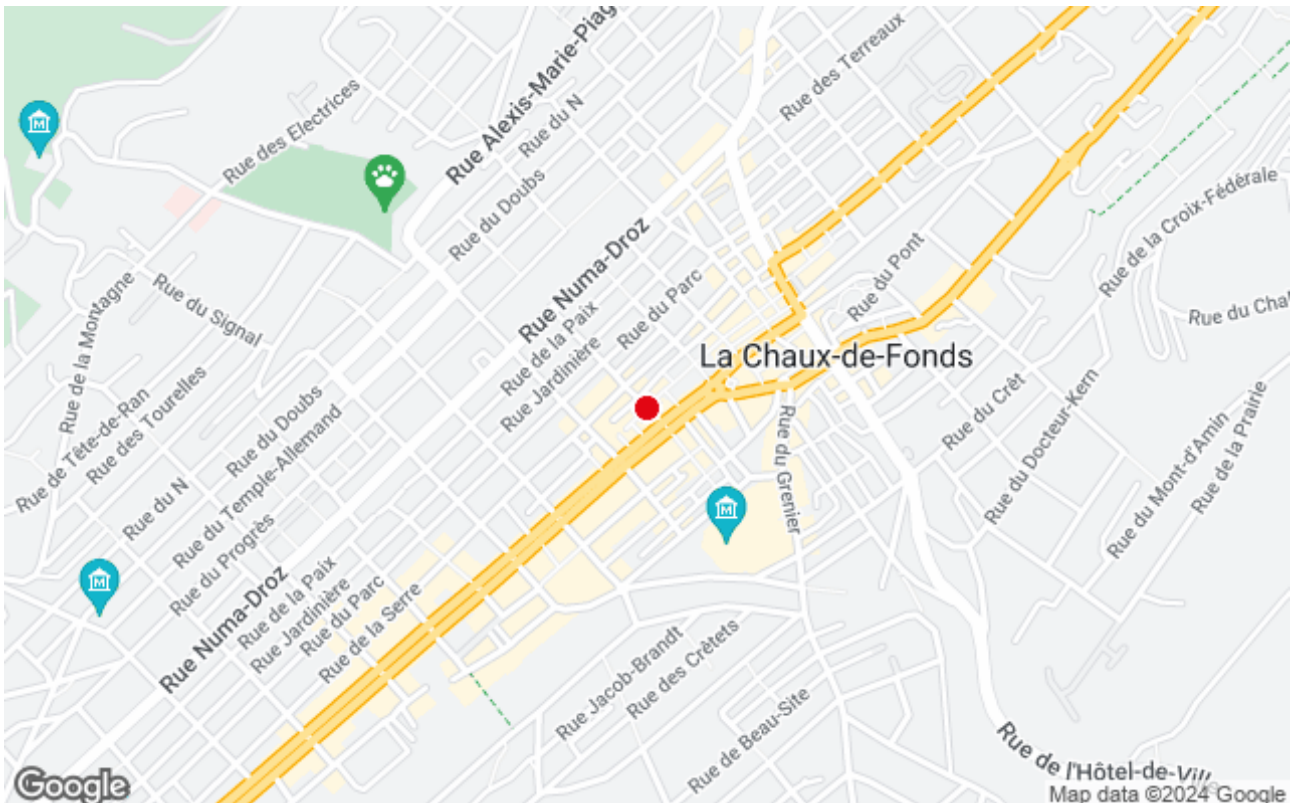 Rue Alexis-Marie-Piag
Rue des Terreaux
Rue du N
Rue des Electrices
Rue du Doubs
Rue de la Croix-Fédérale
Rue Numa-Droz
Rue du Parc
Rue du Pont
Rue de la Montagne
Rue du Signal
Rue de la Paix
Rue du Chat
Rue Jardinière
La Chaux-de-Fonds
Rue de Tête-de-Ran
Rue des Tourelles
Rue du Doubs
Rue du Crêt
Rue du Docteur-Kern
Rue du Grenier
Rue du Mont-d'Amin
Rue de la Prairie
Rue du N
Rue du Temple-Allemand
Rue du Progrès
Rue Numa-Droz
Rue de la Paix
Rue Jardinière
Rue du Parc
Rue de la Serre
Rue Jacob-Brandt
Rue des Crêtets
Rue de Beau-Site
Rue de l'Hôtel-de-Ville
Google
Map data ©2024 Google